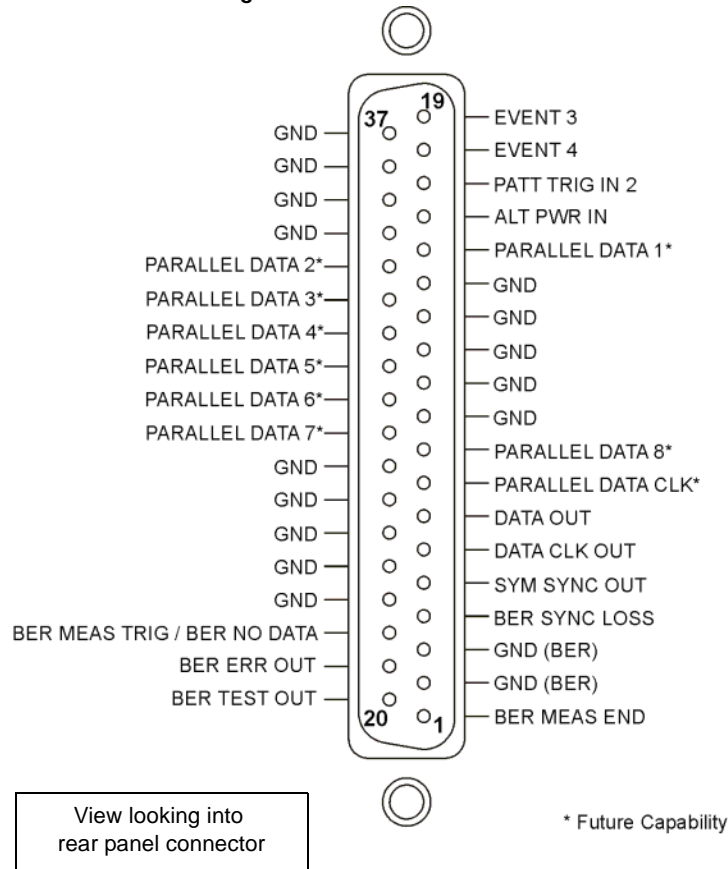 37
19
GND
GND
GND
GND
PARALLEL DATA 2*
PARALLEL DATA 3*
PARALLEL DATA 4*
PARALLEL DATA 5*
PARALLEL DATA 6*
PARALLEL DATA 7*
GND
GND
GND
GND
GND
BER MEAS TRIG / BER NO DATA
BER ERR OUT
BER TEST OUT
EVENT 3
EVENT 4
PATT TRIG IN 2
ALT PWR IN
PARALLEL DATA 1*
GND
GND
GND
GND
GND
PARALLEL DATA 8*
PARALLEL DATA CLK*
DATA OUT
DATA CLK OUT
SYM SYNC OUT
BER SYNC LOSS
GND (BER)
GND (BER)
BER MEAS END
20
1
View looking into
rear panel connector
* Future Capability